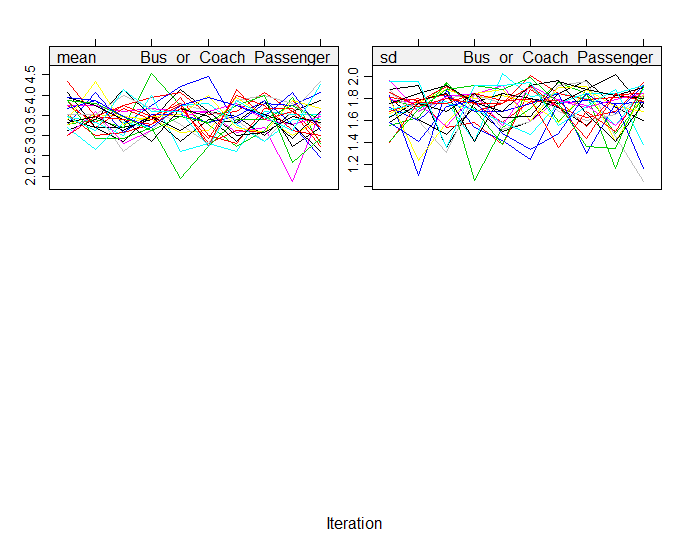 mean Bus or Coach Passenger
sd Bus or Coach Passenger
2.0 2.5 3.0 3.5 4.0 4.5
1.2 1.4 1.6 1.8 2.0
Iteration